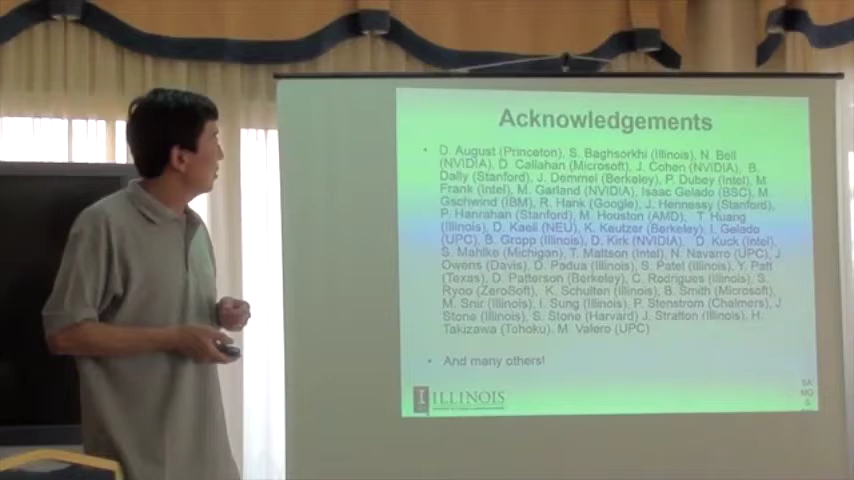 Acknowledgements
• D. August (Princeton), S. Baghsorkhi (Illinois), N. Bell
(NVIDIA), D. Callahan (Microsoft), J. Cohen (NVIDIA), B.
Dally (Stanford), J. Demmel (Berkeley), P. Dubey (Intel), M.
Frank (Intel), M. Garland (NVIDIA), Isaac Gelado (BSC), M.
Gschwind (IBM), R. Hank (Google), J. Hennessy (Stanford),
P. Hanrahan (Stanford), M. Houston (AMD), T. Huang
(Illinois), D. Kaeli (NEU), K. Keutzer (Berkeley), I. Gelado
(UPC), B. Gropp (Illinois), D. Kirk (NVIDIA), D. Kuck (Intel),
S. Mahlke (Michigan), T. Mattson (Intel), N. Navarro (UPC), J.
Owens (Davis), D. Padua (Illinois), S. Patel (Illinois), Y. Patt
(Texas), D. Patterson (Berkeley), C. Rodrigues (Illinois), S.
Ryoo (ZeroSoft), K. Schulten (Illinois), B. Smith (Microsoft),
M. Snir (Illinois), I. Sung (Illinois), P. Stenstrom (Chalmers), J.
Stone (Illinois), S. Stone (Harvard) J. Stratton (Illinois), H.
Takizawa (Tohoku), M. Valero (UPC)
• And many others!
I ILLINOIS
SA
MO
S